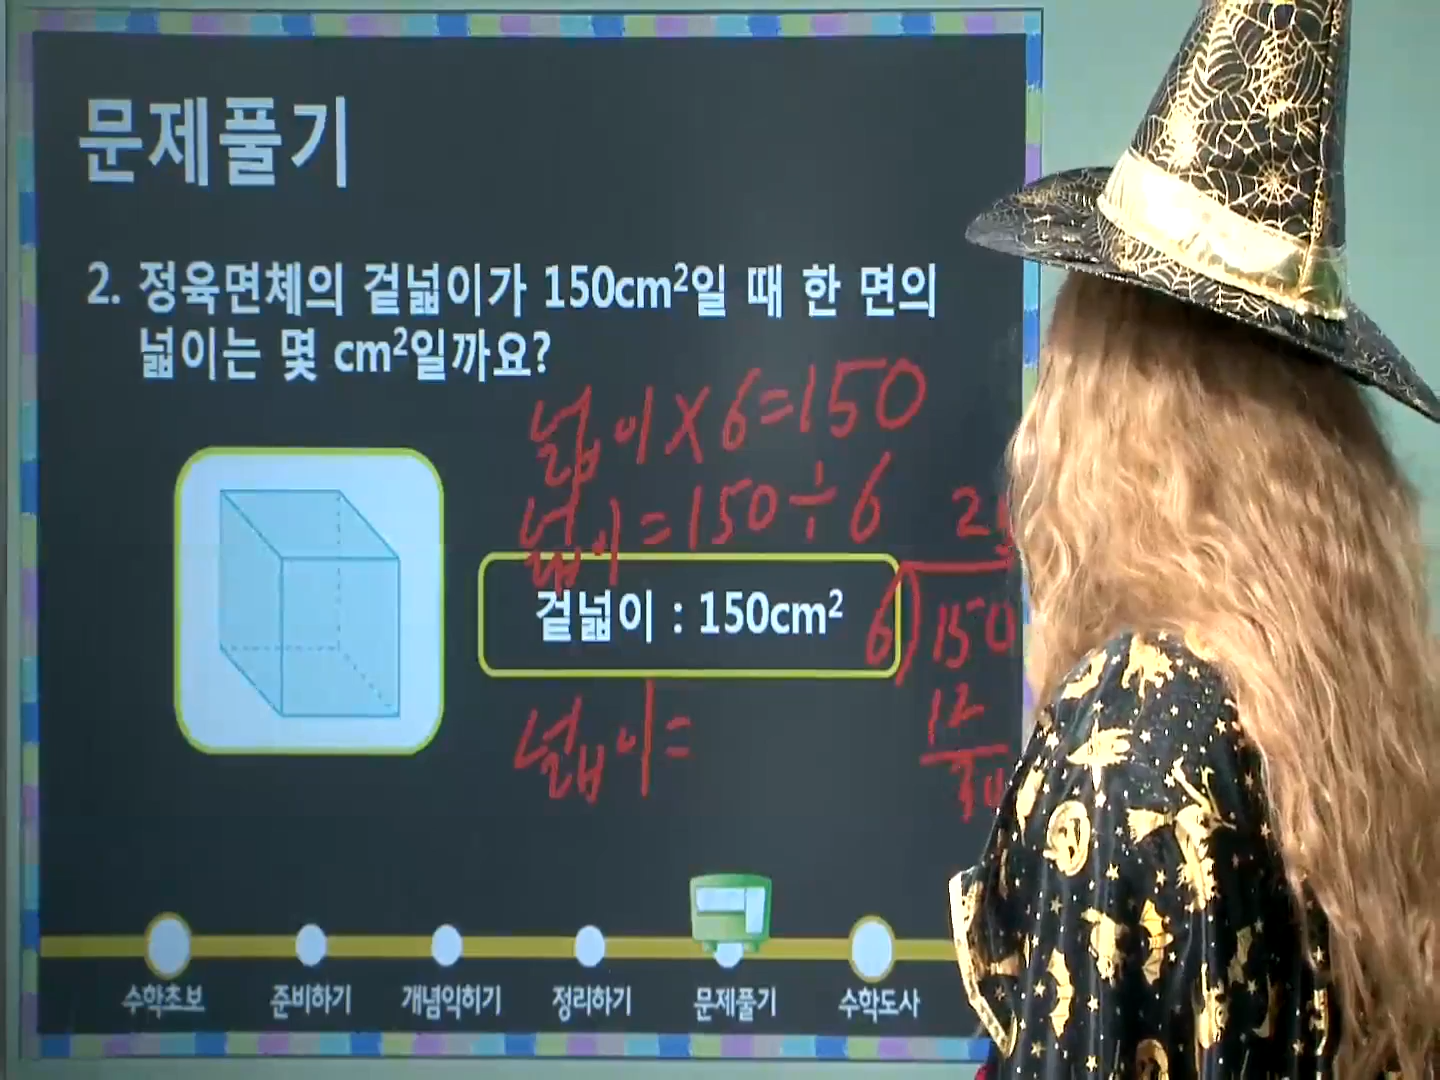 문제풀기
2. 정육면체의 겉넓이가 150cm²일 때 한 면의
넓이는 몇 cm²일까요?
넓이×6=150
넓이=150÷6
겉넓이 : 150cm²
넓이=
2
6)150
12
30
수학초보 준비하기 개념익히기 정리하기 문제풀기 수학도사